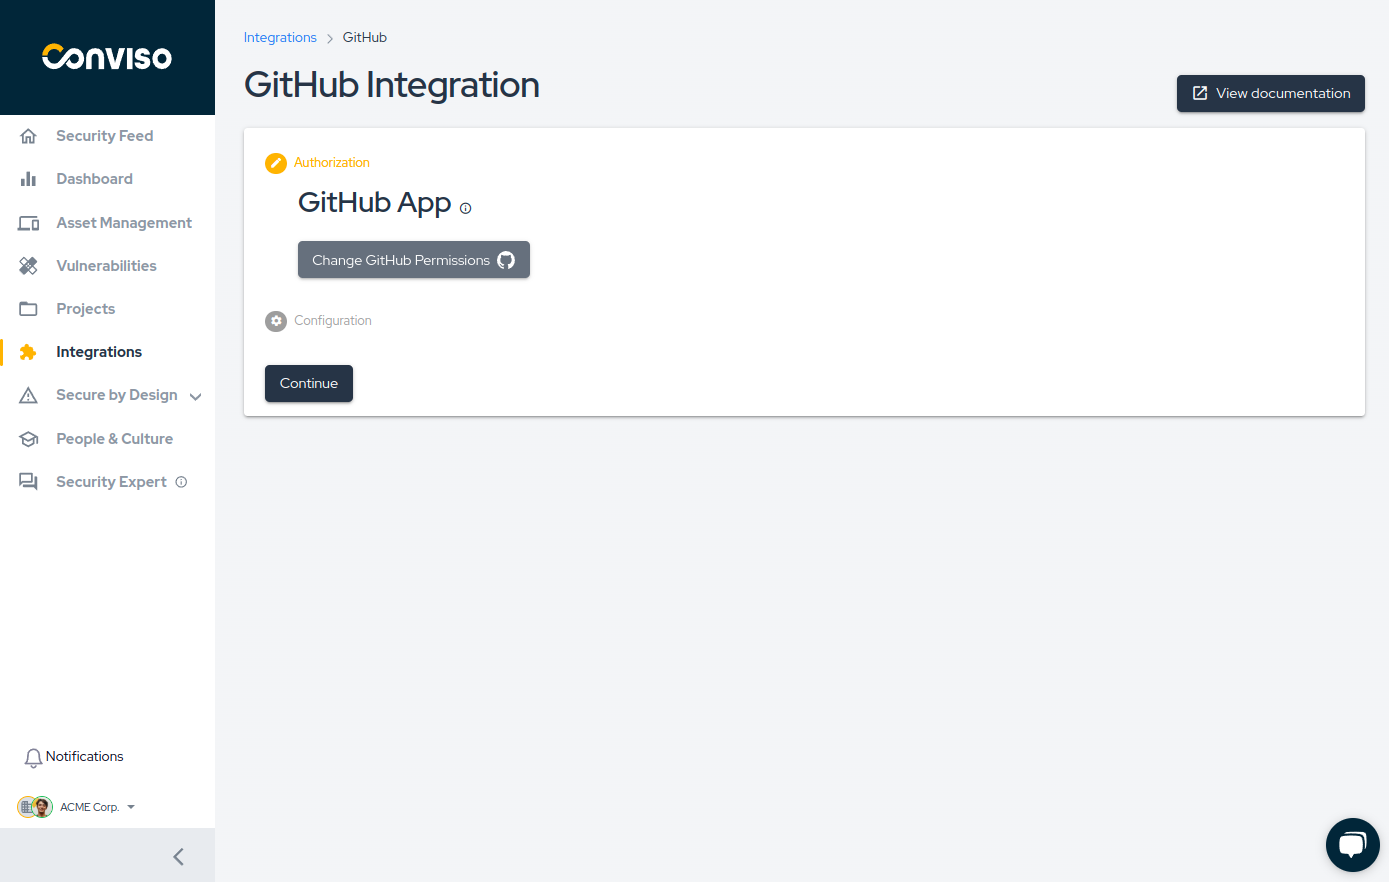 Conviso
Security Feed
Dashboard
Asset Management
Vulnerabilities
Projects
Integrations
Secure by Design
People & Culture
Security Expert
Notifications
ACME Corp.
Integrations > GitHub
GitHub Integration
View documentation
Authorization
GitHub App
Change GitHub Permissions
Configuration
Continue